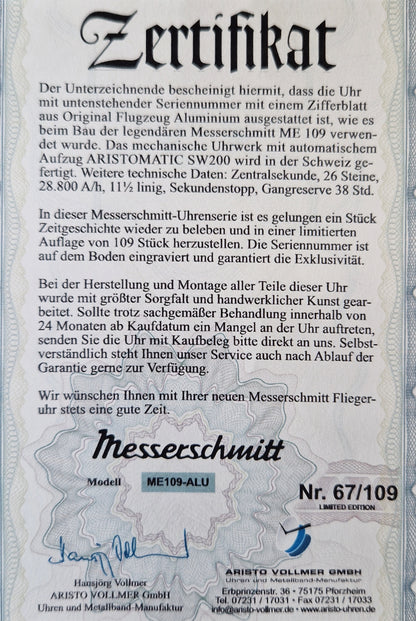 Zertifikat
Der Unterzeichnende bescheinigt hiermit, dass die Uhr
mit untenstehender Seriennummer mit einem Zifferblatt
aus Original Flugzeug Aluminium ausgestattet ist, wie es
beim Bau der legendären Messerschmitt ME 109 verwen-
det wurde. Das mechanische Uhrwerk mit automatischem
Aufzug ARISTOMATIC SW200 wird in der Schweiz ge-
fertigt. Weitere technische Daten: Zentralsekunde, 26 Steine,
28.800 A/h, 11½ linig, Sekundenstopp, Gangreserve 38 Std.
In dieser Messerschmitt-Uhrenserie ist es gelungen ein Stück
Zeitgeschichte wieder zu beleben und in einer limitierten
Auflage von 109 Stück herzustellen. Die Seriennummer ist
auf dem Boden eingraviert und garantiert die Exklusivität.
Bei der Herstellung und Montage aller Teile dieser Uhr
wurde mit größter Sorgfalt und handwerklicher Kunst gear-
beitet. Sollte trotz sachgemäßer Behandlung innerhalb von
24 Monaten ab Kaufdatum ein Mangel an der Uhr auftreten,
senden Sie die Uhr mit Kaufbeleg bitte direkt an uns. Selbst-
verständlich steht Ihnen unser Service auch nach Ablauf der
Garantie gerne zur Verfügung.
Wir wünschen Ihnen mit Ihrer neuen Messerschmitt Flieger-
uhr stets eine gute Zeit.
Messerschmitt
Modell ME109-ALU
Nr. 67/109
LIMITED EDITION
Hansjörg Vollmer
ARISTO VOLLMER GmbH
Uhren und Metallband-Manufaktur
ARISTO VOLLMER GMBH
Uhren und Metallband-Manufaktur
Erbprinzenstr. 36 • 75175 Pforzheim
Tel. 07231 / 17031 • Fax 07231 / 17033
info@aristo-vollmer.de • www.aristo-uhren.de